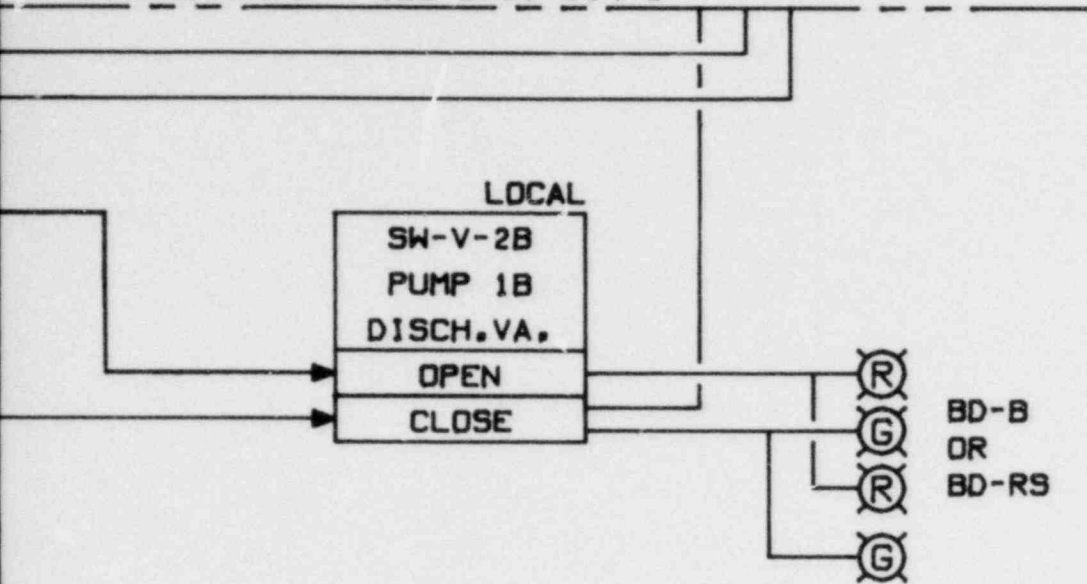 LOCAL
SW-V-2B
PUMP 1B
DISCH.VA.
OPEN
CLOSE
R
G
R
G
BD-B
OR
BD-RS